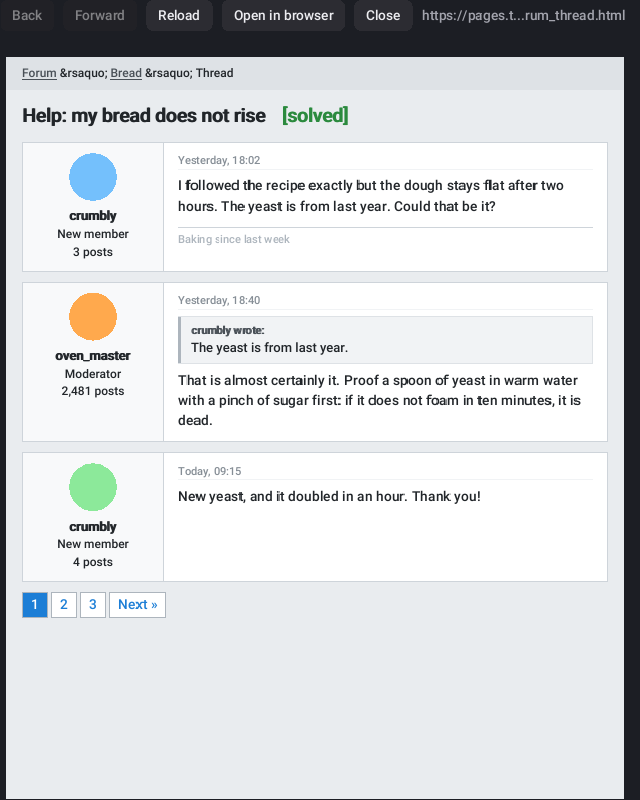 Back Forward Reload Open in browser Close https://pages.t...rum_thread.html
Forum &rsaquo; Bread &rsaquo; Thread
Help: my bread does not rise [solved]
crumbly
New member
3 posts
Yesterday, 18:02
I followed the recipe exactly but the dough stays flat after two
hours. The yeast is from last year. Could that be it?
Baking since last week
oven_master
Moderator
2,481 posts
Yesterday, 18:40
crumbly wrote:
The yeast is from last year.
That is almost certainly it. Proof a spoon of yeast in warm water
with a pinch of sugar first: if it does not foam in ten minutes, it is
dead.
crumbly
New member
4 posts
Today, 09:15
New yeast, and it doubled in an hour. Thank you!
1 2 3 Next »